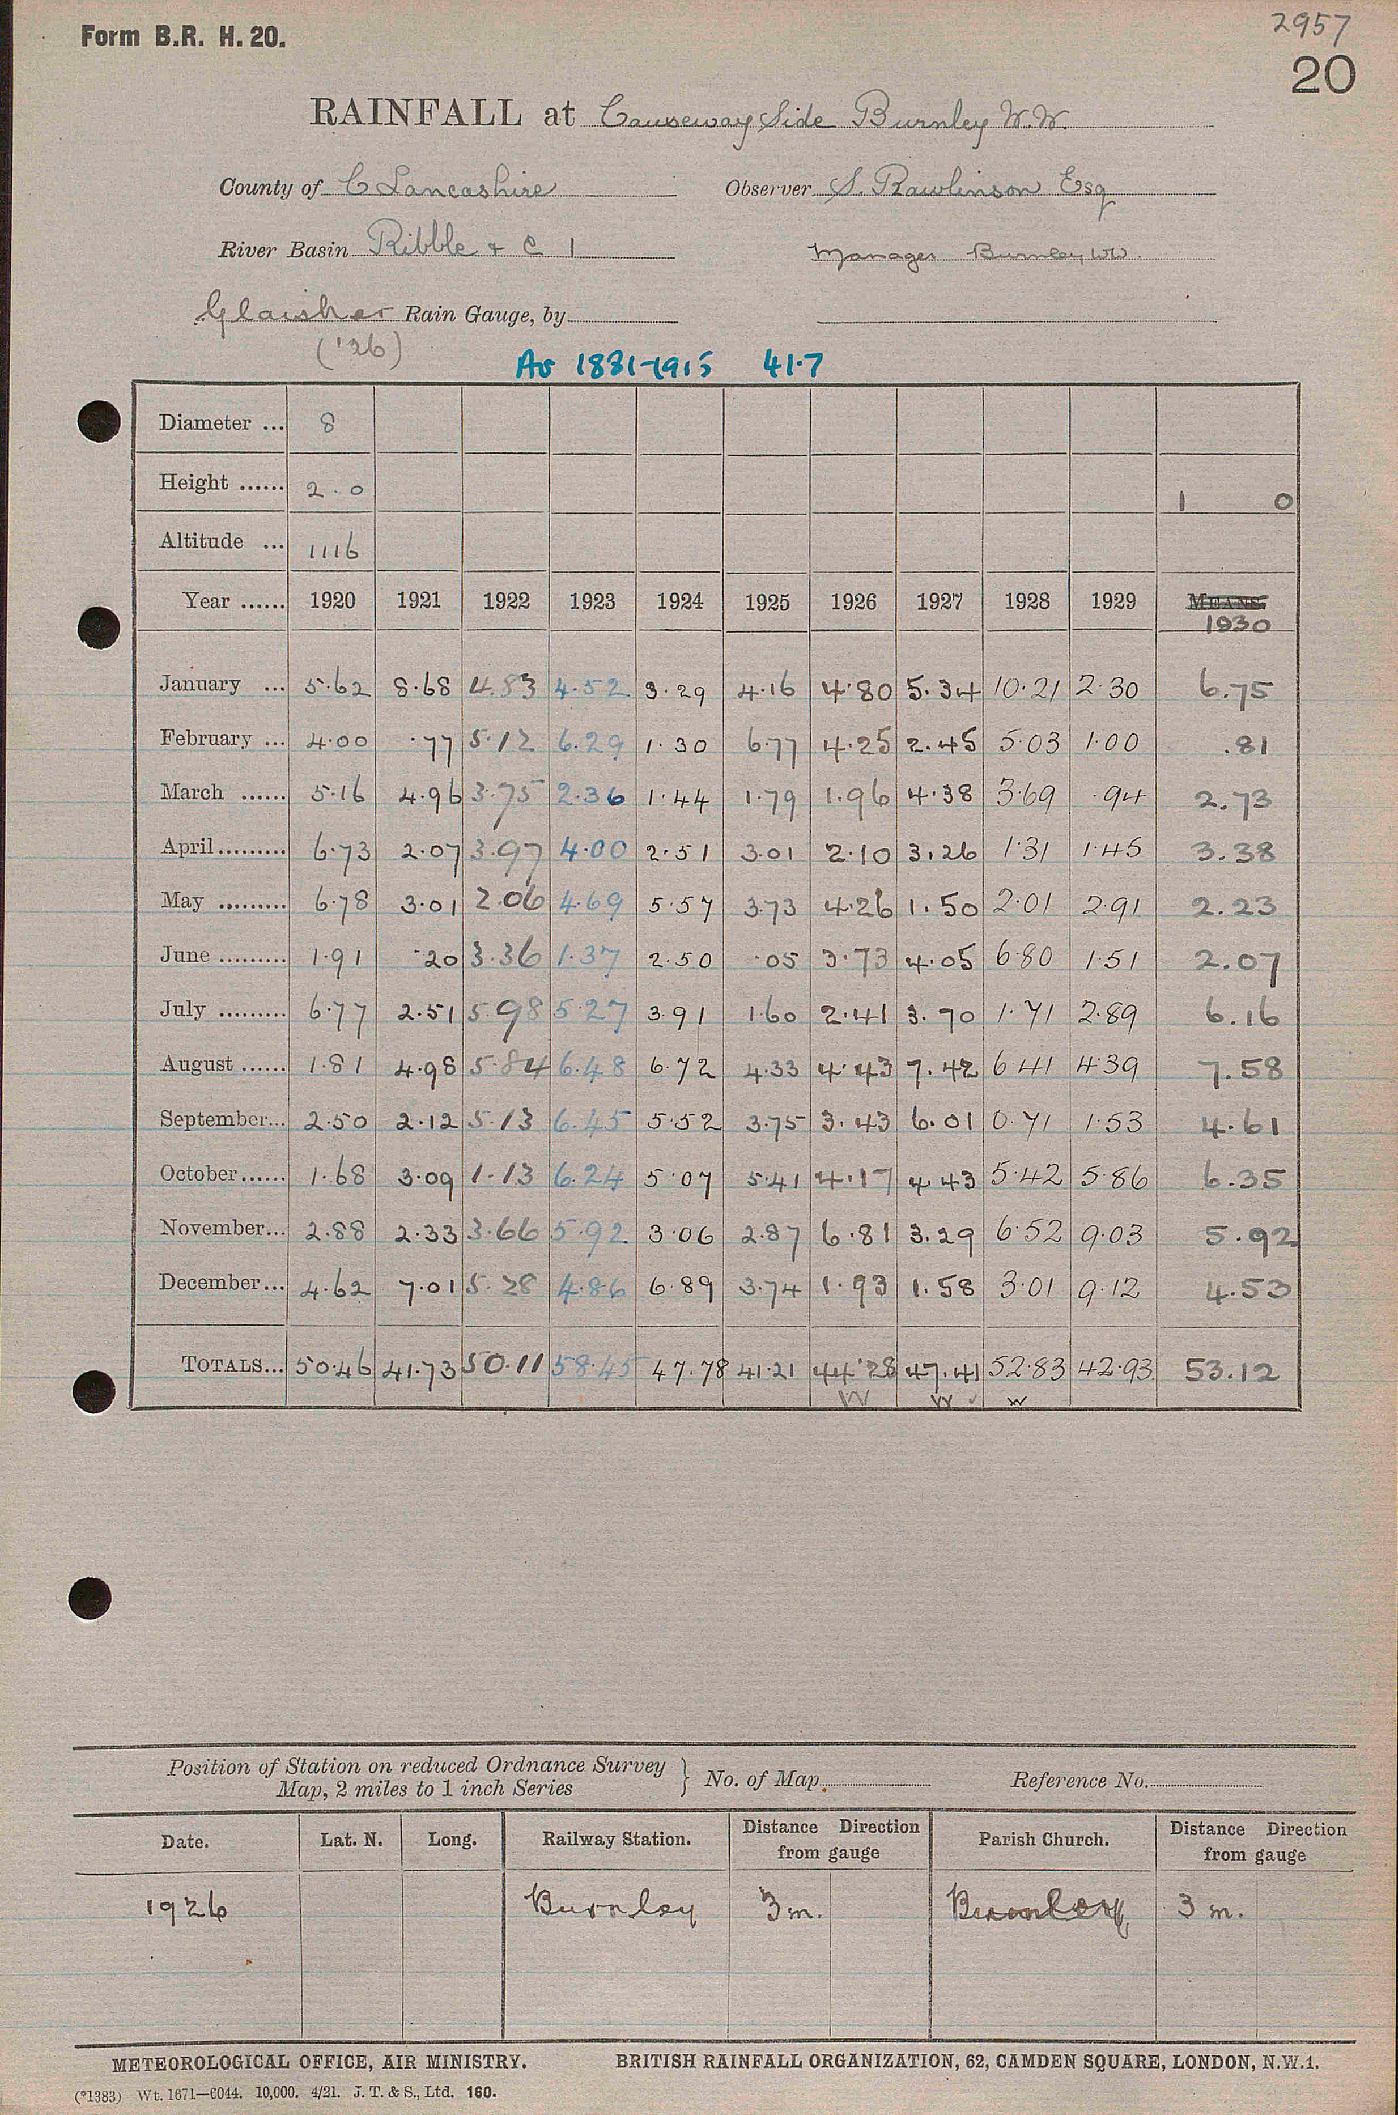 2957
Form B.R. H. 20.
20
RAINFALL at Causeway Side Burnley W.W.
County of C Lancashire Observer S. Rawlinson Esq
River Basin Ribble + C 1 Manager Burnley WW.
Glaisher Rain Gauge, by
('26)
Av 1881-1915 41.7
Diameter ... 8
Height ...... 2.0 1 0
Altitude ... 1116
Year ...... 1920 1921 1922 1923 1924 1925 1926 1927 1928 1929 MEANS.
1930
January ... 5.62 8.68 4.83 4.52 3.29 4.16 4.80 5.34 10.21 2.30 6.75
February ... 4.00 .77 5.12 6.29 1.30 6.77 4.25 2.45 5.03 1.00 .81
March ...... 5.16 4.96 3.75 2.36 1.44 1.79 1.96 4.38 3.69 .94 2.73
April......... 6.73 2.07 3.97 4.00 2.51 3.01 2.10 3.26 1.31 1.45 3.38
May ......... 6.78 3.01 2.06 4.69 5.57 3.73 4.26 1.50 2.01 2.91 2.23
June ......... 1.91 .20 3.36 1.37 2.50 .05 3.73 4.05 6.80 1.51 2.07
July ......... 6.77 2.51 5.98 5.27 3.91 1.60 2.41 3.70 1.71 2.89 6.16
August ...... 1.81 4.98 5.84 6.48 6.72 4.33 4.43 7.42 6.41 4.39 7.58
September... 2.50 2.12 5.13 6.45 5.52 3.75 3.43 6.01 0.71 1.53 4.61
October...... 1.68 3.09 1.13 6.24 5.07 5.41 4.17 4.43 5.42 5.86 6.35
November... 2.88 2.33 3.66 5.92 3.06 2.87 6.81 3.29 6.52 9.03 5.92
December... 4.62 7.01 5.28 4.86 6.89 3.74 1.93 1.58 3.01 9.12 4.53
TOTALS... 50.46 41.73 50.11 58.45 47.78 41.21 44.28 47.41 52.83 42.93 53.12
W W ✓ W
Position of Station on reduced Ordnance Survey
Map, 2 miles to 1 inch Series } No. of Map Reference No.
Date. Lat. N. Long. Railway Station. Distance Direction from gauge Parish Church. Distance Direction from gauge
1926 Burnley 3 m. Burnley 3 m.
METEOROLOGICAL OFFICE, AIR MINISTRY. BRITISH RAINFALL ORGANIZATION, 62, CAMDEN SQUARE, LONDON, N.W.1.
(*1383) Wt. 1671—6044. 10,000. 4/21. J. T. & S., Ltd. 160.